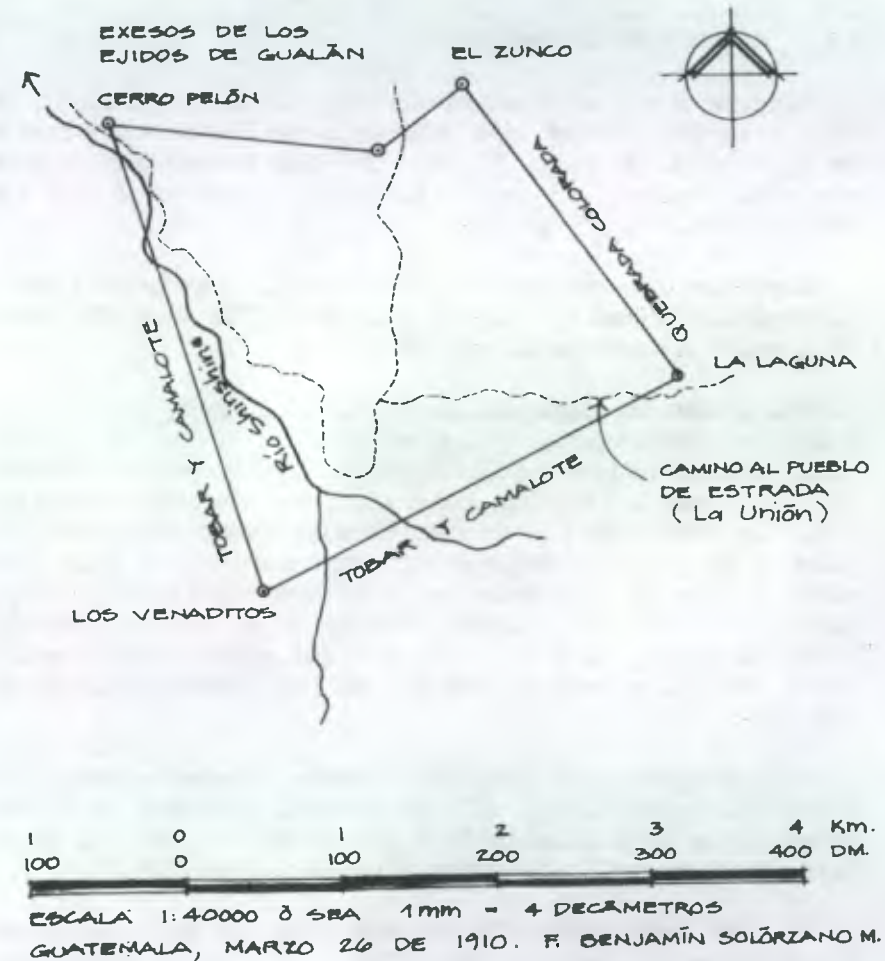 EXESOS DE LOS
EJIDOS DE GUALÁN
EL ZUNCO
CERRO PELÓN
QUEBRADA COLORADA
TOBAR Y CAMALOTE
Río Shinshin
LA LAGUNA
CAMINO AL PUEBLO
DE ESTRADA
(La Unión)
TOBAR Y CAMALOTE
LOS VENADITOS
1 0 1 2 3 4 Km.
100 0 100 200 300 400 DM.
ESCALA 1:40000 ó SEA 1mm = 4 DECÁMETROS
GUATEMALA, MARZO 26 DE 1910. F. BENJAMÍN SOLÓRZANO M.